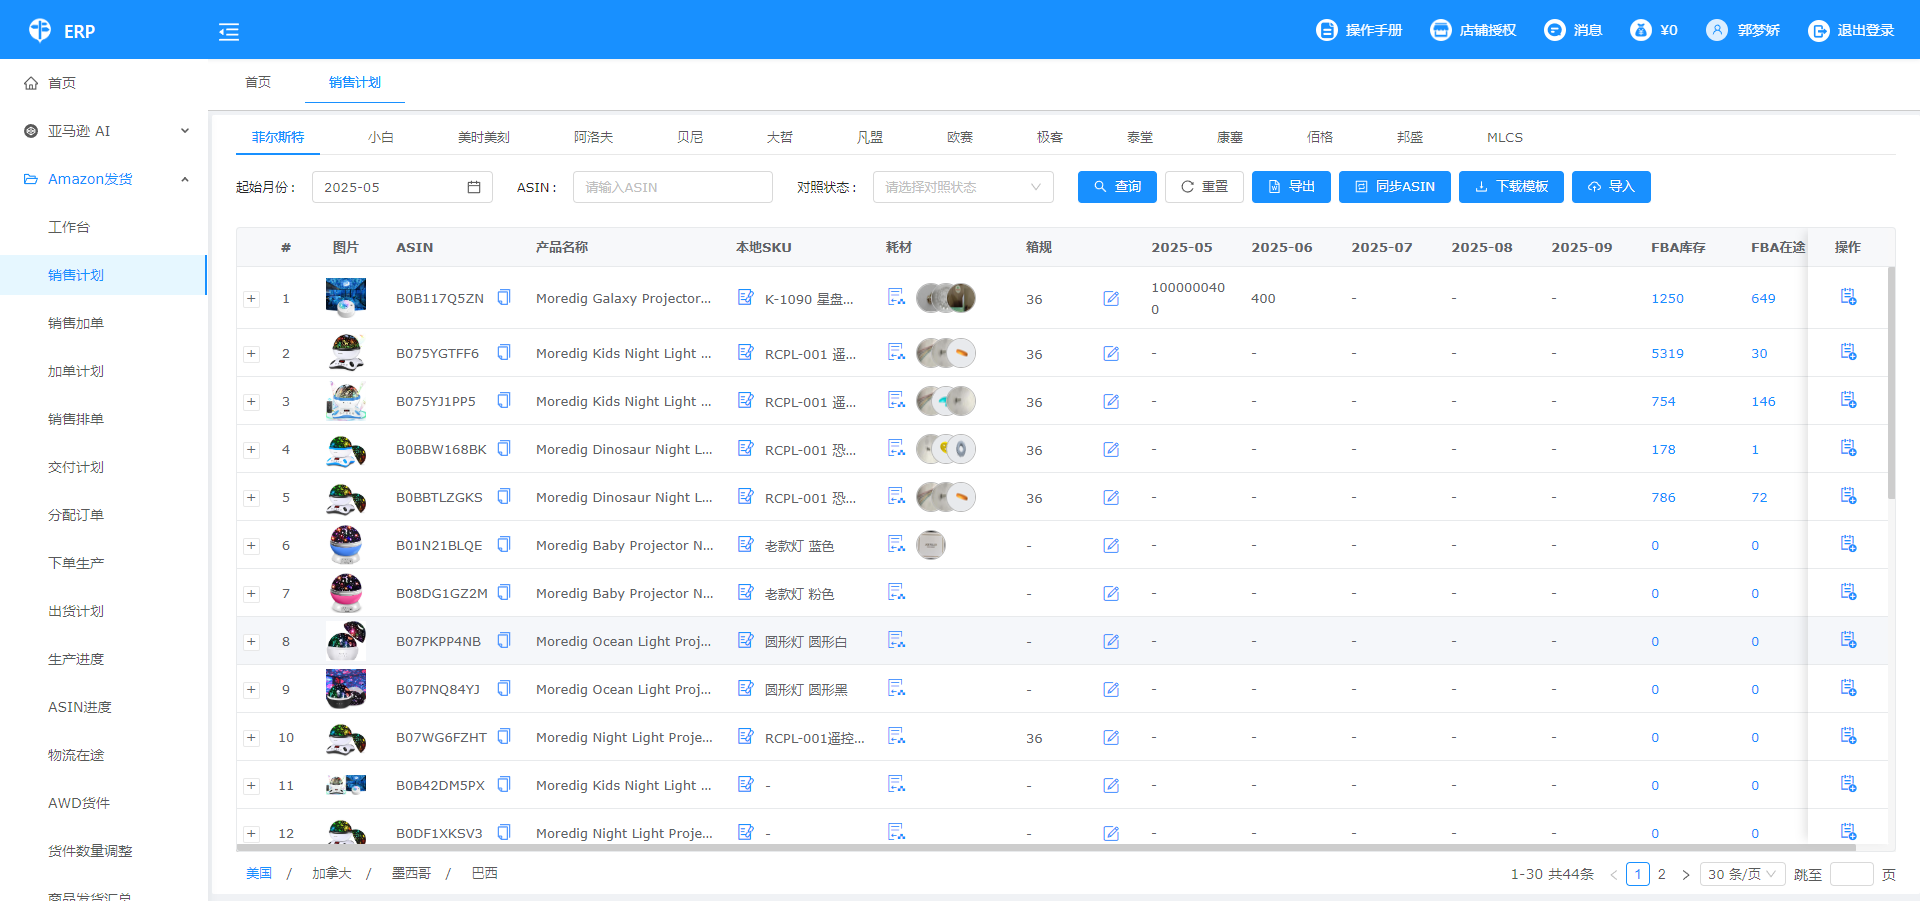 ERP 操作手册 店铺授权 消息 ¥0 郭梦娇 退出登录
首页
亚马逊 AI
Amazon发货
工作台
销售计划
销售加单
加单计划
销售排单
交付计划
分配订单
下单生产
出货计划
生产进度
ASIN进度
物流在途
AWD货件
货件数量调整
商品发货汇总
首页 销售计划
菲尔斯特 小白 美时美刻 阿洛夫 贝尼 大哲 凡盟 欧赛 极客 泰堂 康塞 佰格 邦盛 MLCS
起始月份： 2025-05 ASIN： 请输入ASIN 对照状态： 请选择对照状态 查询 重置 导出 同步ASIN 下载模板 导入
# 图片 ASIN 产品名称 本地SKU 耗材 箱规 2025-05 2025-06 2025-07 2025-08 2025-09 FBA库存 FBA在途 操作
1 B0B117Q5ZN Moredig Galaxy Projector... K-1090 星盘... 36 1000000400 400 - - - 1250 649
2 B075YGTFF6 Moredig Kids Night Light ... RCPL-001 遥... 36 - - - - - 5319 30
3 B075YJ1PP5 Moredig Kids Night Light ... RCPL-001 遥... 36 - - - - - 754 146
4 B0BBW168BK Moredig Dinosaur Night L... RCPL-001 恐... 36 - - - - - 178 1
5 B0BBTLZGKS Moredig Dinosaur Night L... RCPL-001 恐... 36 - - - - - 786 72
6 B01N21BLQE Moredig Baby Projector N... 老款灯 蓝色 - - - - - - 0 0
7 B08DG1GZ2M Moredig Baby Projector N... 老款灯 粉色 - - - - - - 0 0
8 B07PKPP4NB Moredig Ocean Light Proj... 圆形灯 圆形白 - - - - - - 0 0
9 B07PNQ84YJ Moredig Ocean Light Proj... 圆形灯 圆形黑 - - - - - - 0 0
10 B07WG6FZHT Moredig Night Light Proje... RCPL-001遥控... 36 - - - - - 0 0
11 B0B42DM5PX Moredig Kids Night Light ... - - - - - - - 0 0
12 B0DF1XKSV3 Moredig Night Light Proje... - - - - - - - 0 0
美国 / 加拿大 / 墨西哥 / 巴西 1-30 共44条 < 1 2 > 30 条/页 跳至 页